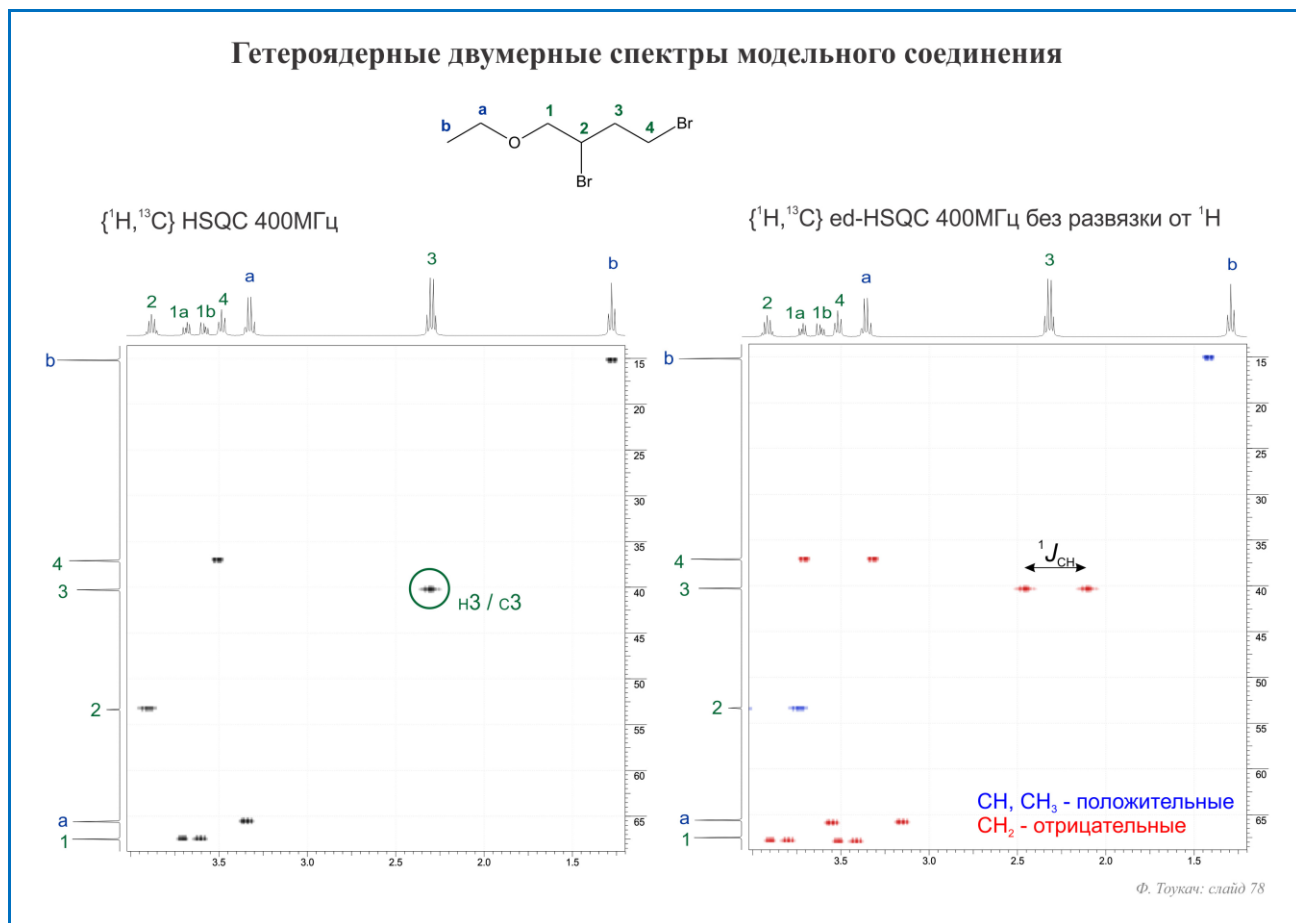 Гетероядерные двумерные спектры модельного соединения
b a O 1 2 3 4 Br
Br
{¹H,¹³C} HSQC 400МГц
{¹H,¹³C} ed-HSQC 400МГц без развязки от ¹H
2 1a 1b 4 a 3 b
b
4
3
2
a
1
H3 / C3
15
20
25
30
35
40
45
50
55
60
65
3.5 3.0 2.5 2.0 1.5
2 1a 1b 4 a 3 b
b
4
3
2
a
1
¹J_CH
15
20
25
30
35
40
45
50
55
60
65
CH, CH₃ - положительные
CH₂ - отрицательные
3.5 3.0 2.5 2.0 1.5
Ф. Тоукач: слайд 78